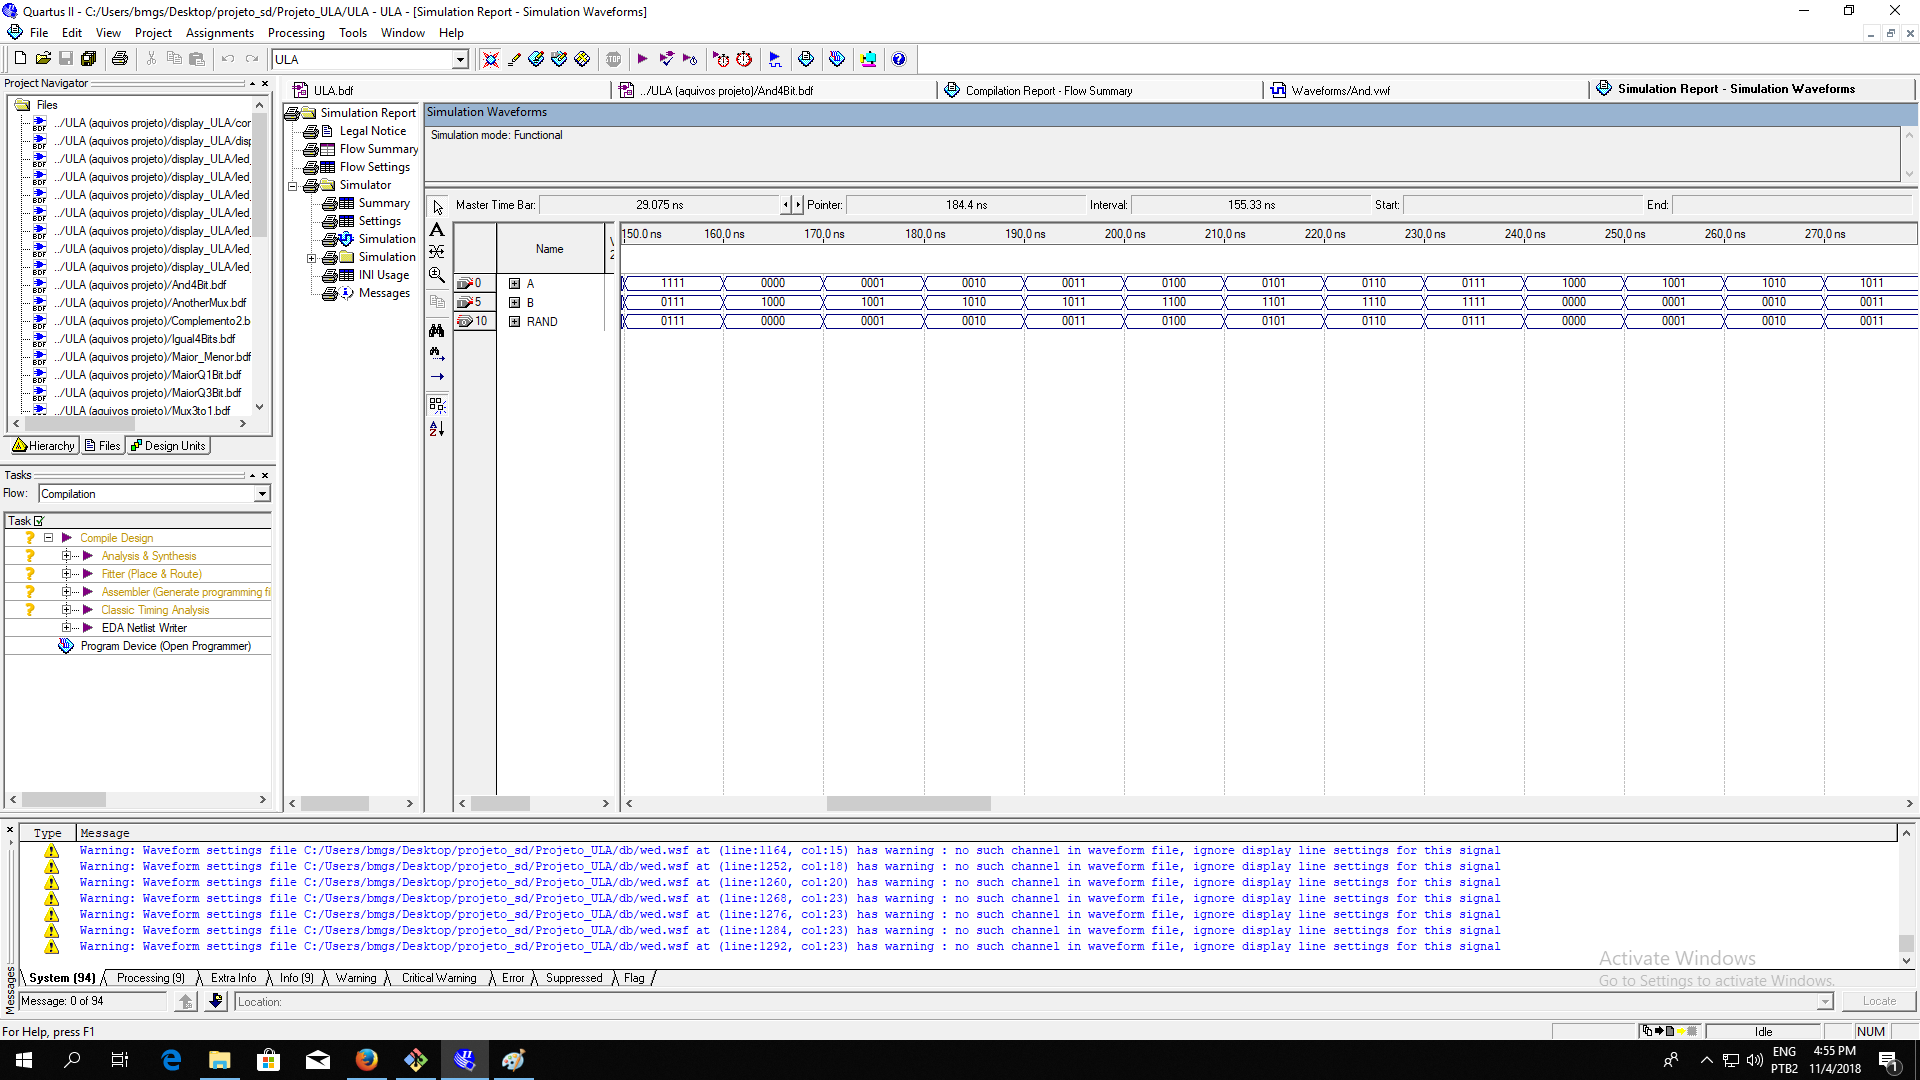 Quartus II - C:/Users/bmgs/Desktop/projeto_sd/Projeto_ULA/ULA - ULA - [Simulation Report - Simulation Waveforms]
File Edit View Project Assignments Processing Tools Window Help
ULA
Project Navigator
Files
../ULA (aquivos projeto)/display_ULA/cor
../ULA (aquivos projeto)/display_ULA/disp
../ULA (aquivos projeto)/display_ULA/led_
../ULA (aquivos projeto)/display_ULA/led_
../ULA (aquivos projeto)/display_ULA/led_
../ULA (aquivos projeto)/display_ULA/led_
../ULA (aquivos projeto)/display_ULA/led_
../ULA (aquivos projeto)/display_ULA/led_
../ULA (aquivos projeto)/display_ULA/led_
../ULA (aquivos projeto)/And4Bit.bdf
../ULA (aquivos projeto)/AnotherMux.bdf
../ULA (aquivos projeto)/Complemento2.b
../ULA (aquivos projeto)/Igual4Bits.bdf
../ULA (aquivos projeto)/Maior_Menor.bdf
../ULA (aquivos projeto)/MaiorQ1Bit.bdf
../ULA (aquivos projeto)/MaiorQ3Bit.bdf
../ULA (aquivos projeto)/Mux3to1.bdf
Hierarchy Files Design Units
Tasks
Flow: Compilation
Task
Compile Design
Analysis & Synthesis
Fitter (Place & Route)
Assembler (Generate programming fi
Classic Timing Analysis
EDA Netlist Writer
Program Device (Open Programmer)
ULA.bdf
../ULA (aquivos projeto)/And4Bit.bdf
Compilation Report - Flow Summary
Waveforms/And.vwf
Simulation Report - Simulation Waveforms
Simulation Report
Legal Notice
Flow Summary
Flow Settings
Simulator
Summary
Settings
Simulation
Simulation
INI Usage
Messages
Simulation Waveforms
Simulation mode: Functional
Master Time Bar: 29.075 ns Pointer: 184.4 ns Interval: 155.33 ns Start: End:
Name
150.0 ns 160.0 ns 170.0 ns 180.0 ns 190.0 ns 200.0 ns 210.0 ns 220.0 ns 230.0 ns 240.0 ns 250.0 ns 260.0 ns 270.0 ns
0 A 1111 0000 0001 0010 0011 0100 0101 0110 0111 1000 1001 1010 1011
5 B 0111 1000 1001 1010 1011 1100 1101 1110 1111 0000 0001 0010 0011
10 RAND 0111 0000 0001 0010 0011 0100 0101 0110 0111 0000 0001 0010 0011
Type Message
Warning: Waveform settings file C:/Users/bmgs/Desktop/projeto_sd/Projeto_ULA/db/wed.wsf at (line:1164, col:15) has warning : no such channel in waveform file, ignore display line settings for this signal
Warning: Waveform settings file C:/Users/bmgs/Desktop/projeto_sd/Projeto_ULA/db/wed.wsf at (line:1252, col:18) has warning : no such channel in waveform file, ignore display line settings for this signal
Warning: Waveform settings file C:/Users/bmgs/Desktop/projeto_sd/Projeto_ULA/db/wed.wsf at (line:1260, col:20) has warning : no such channel in waveform file, ignore display line settings for this signal
Warning: Waveform settings file C:/Users/bmgs/Desktop/projeto_sd/Projeto_ULA/db/wed.wsf at (line:1268, col:23) has warning : no such channel in waveform file, ignore display line settings for this signal
Warning: Waveform settings file C:/Users/bmgs/Desktop/projeto_sd/Projeto_ULA/db/wed.wsf at (line:1276, col:23) has warning : no such channel in waveform file, ignore display line settings for this signal
Warning: Waveform settings file C:/Users/bmgs/Desktop/projeto_sd/Projeto_ULA/db/wed.wsf at (line:1284, col:23) has warning : no such channel in waveform file, ignore display line settings for this signal
Warning: Waveform settings file C:/Users/bmgs/Desktop/projeto_sd/Projeto_ULA/db/wed.wsf at (line:1292, col:23) has warning : no such channel in waveform file, ignore display line settings for this signal
Activate Windows
Go to Settings to activate Windows.
System (94) Processing (9) Extra Info Info (9) Warning Critical Warning Error Suppressed Flag
Messages
Message: 0 of 94 Location: Locate
For Help, press F1 Idle NUM
ENG 4:55 PM
PTB2 11/4/2018 1